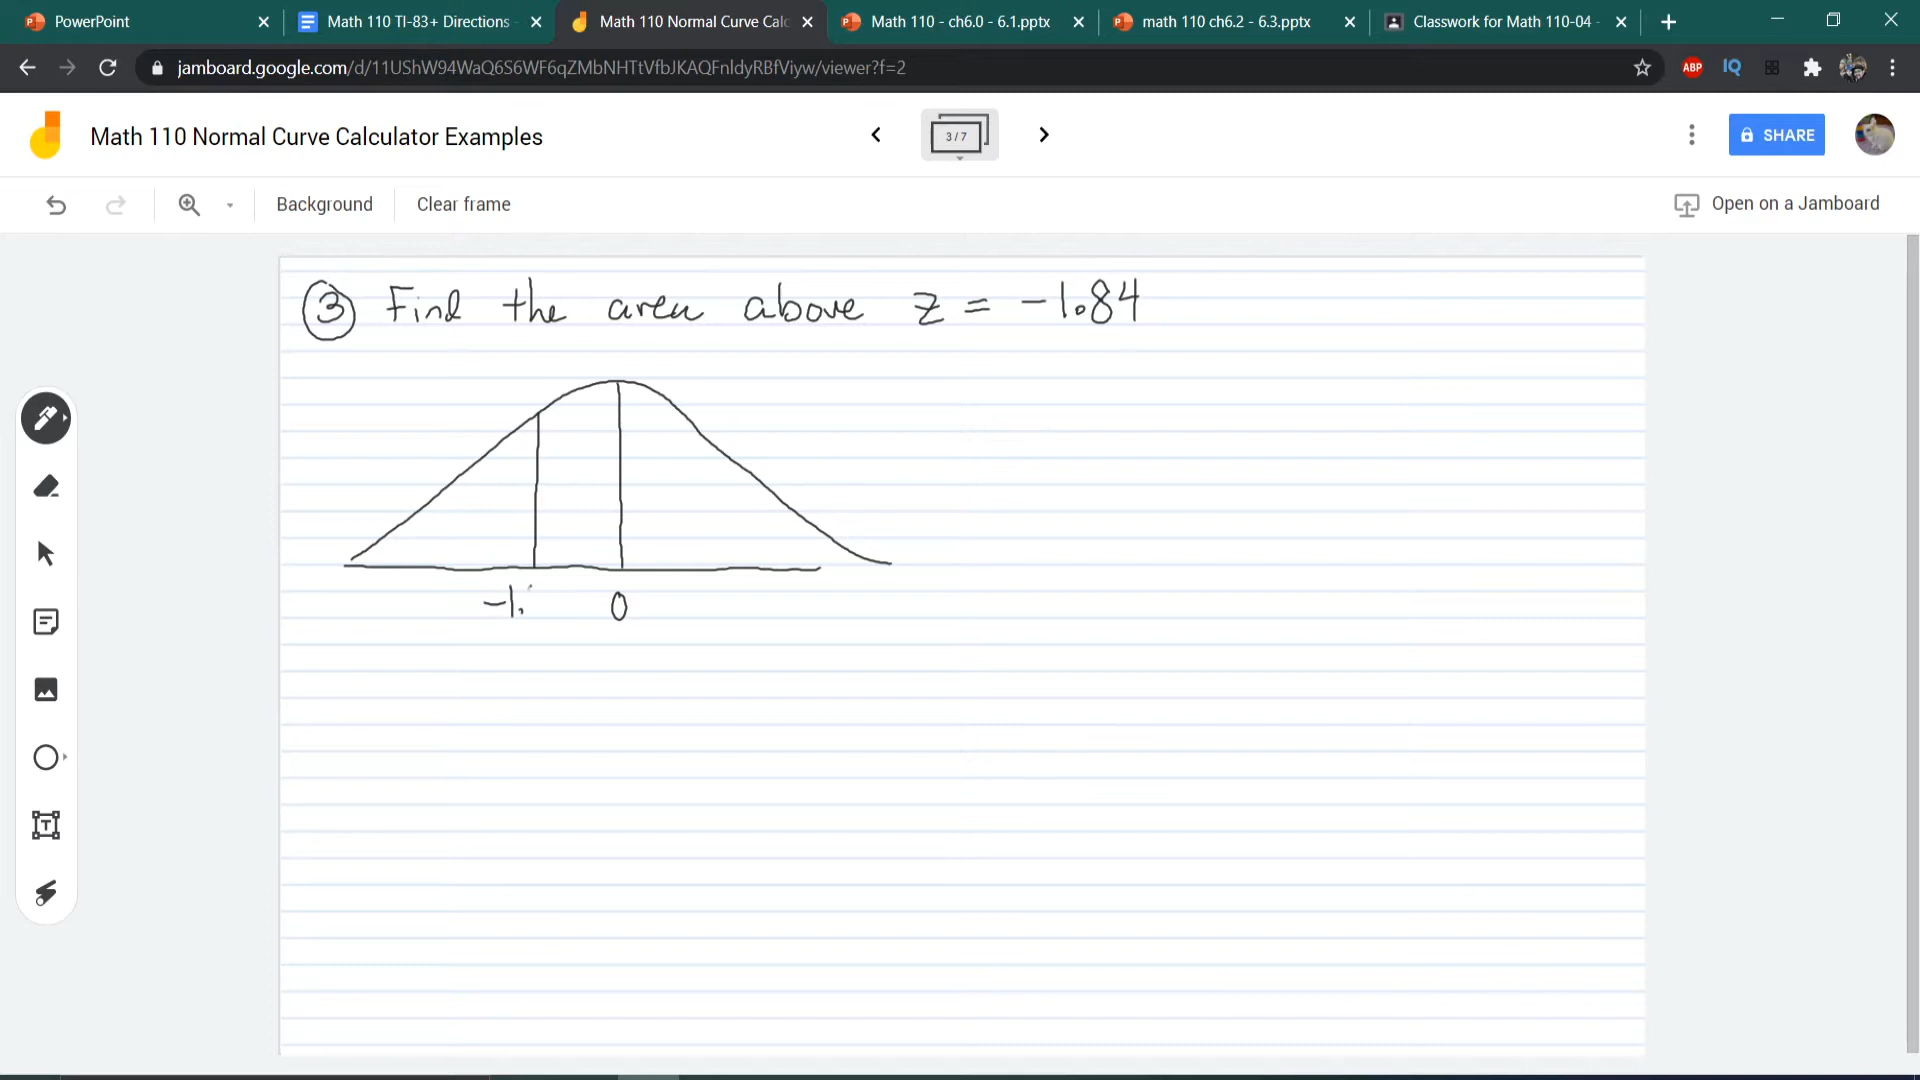 PowerPoint
Math 110 TI-83+ Directions -
Math 110 Normal Curve Calc
Math 110 - ch6.0 - 6.1.pptx
math 110 ch6.2 - 6.3.pptx
Classwork for Math 110-04 -
jamboard.google.com/d/11UShW94WaQ6S6WF6qZMbNHTtVfbJKAQFnldyRBfViyw/viewer?f=2
ABP
IQ
Math 110 Normal Curve Calculator Examples
3 / 7
SHARE
Background
Clear frame
Open on a Jamboard
③ Find the area above z = -1.84
-1. 0